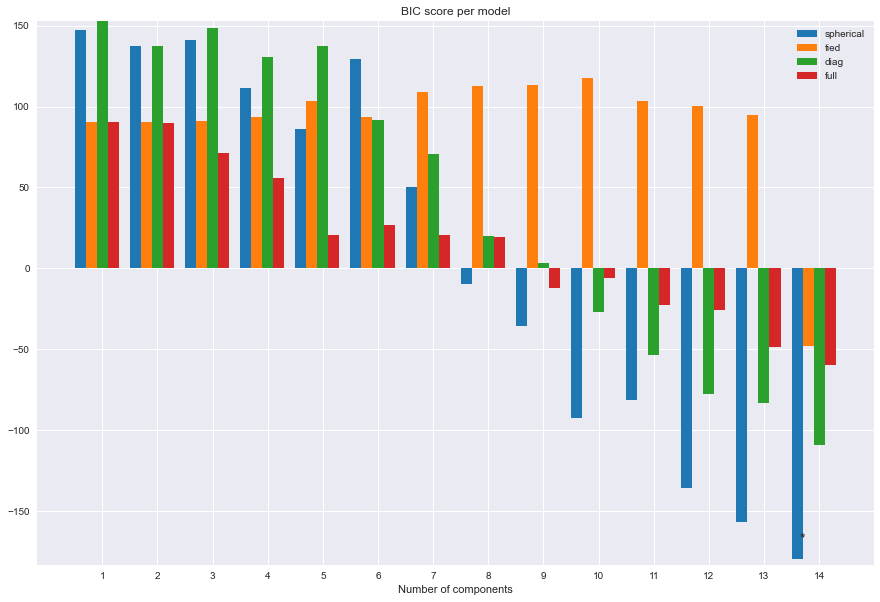 BIC score per model
spherical
tied
diag
full
150
100
50
0
−50
−100
−150
*
1 2 3 4 5 6 7 8 9 10 11 12 13 14
Number of components